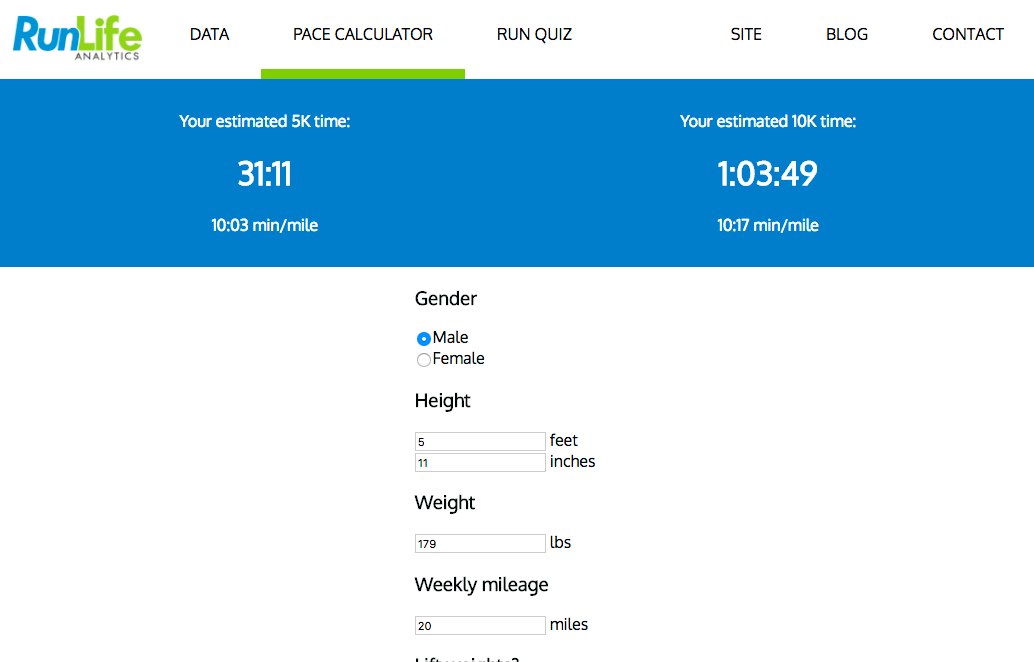 RunLife
ANALYTICS
DATA
PACE CALCULATOR
RUN QUIZ
SITE
BLOG
CONTACT
Your estimated 5K time:
31:11
10:03 min/mile
Your estimated 10K time:
1:03:49
10:17 min/mile
Gender
Male
Female
Height
5 feet
11 inches
Weight
179 lbs
Weekly mileage
20 miles
Lift weights?